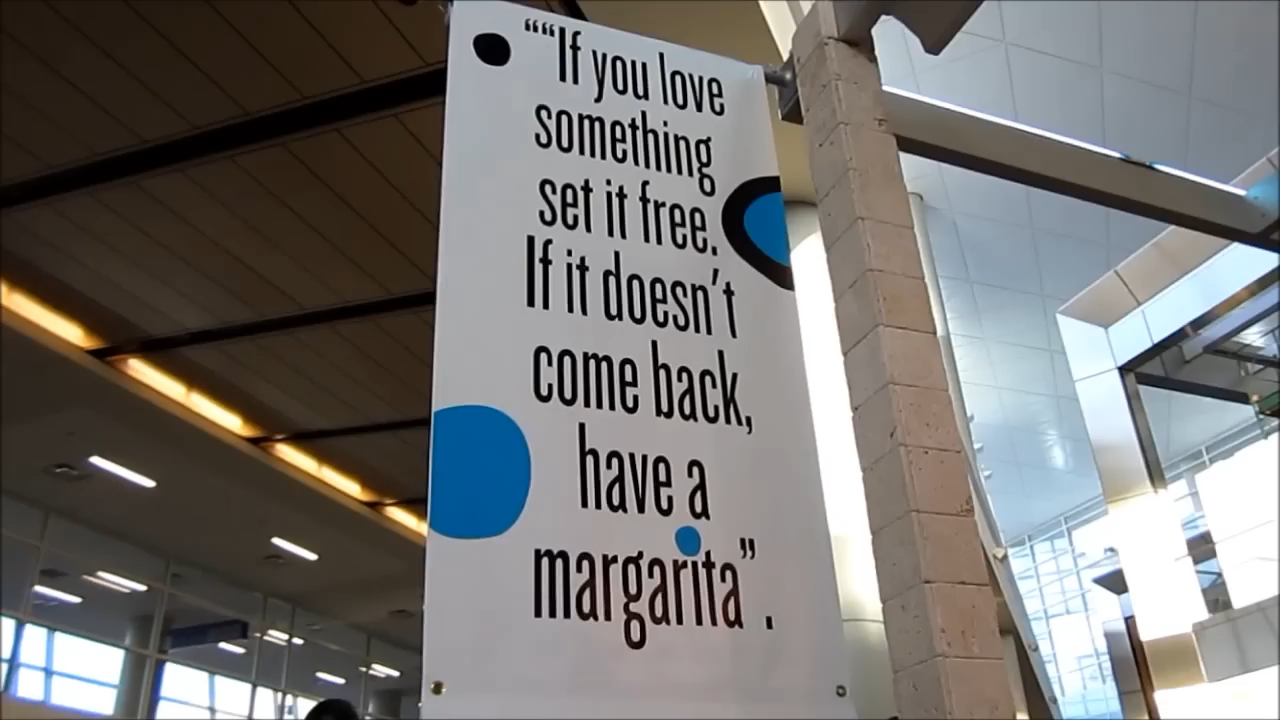 ““If you love
something
set it free.
If it doesn’t
come back,
have a
margarita” .